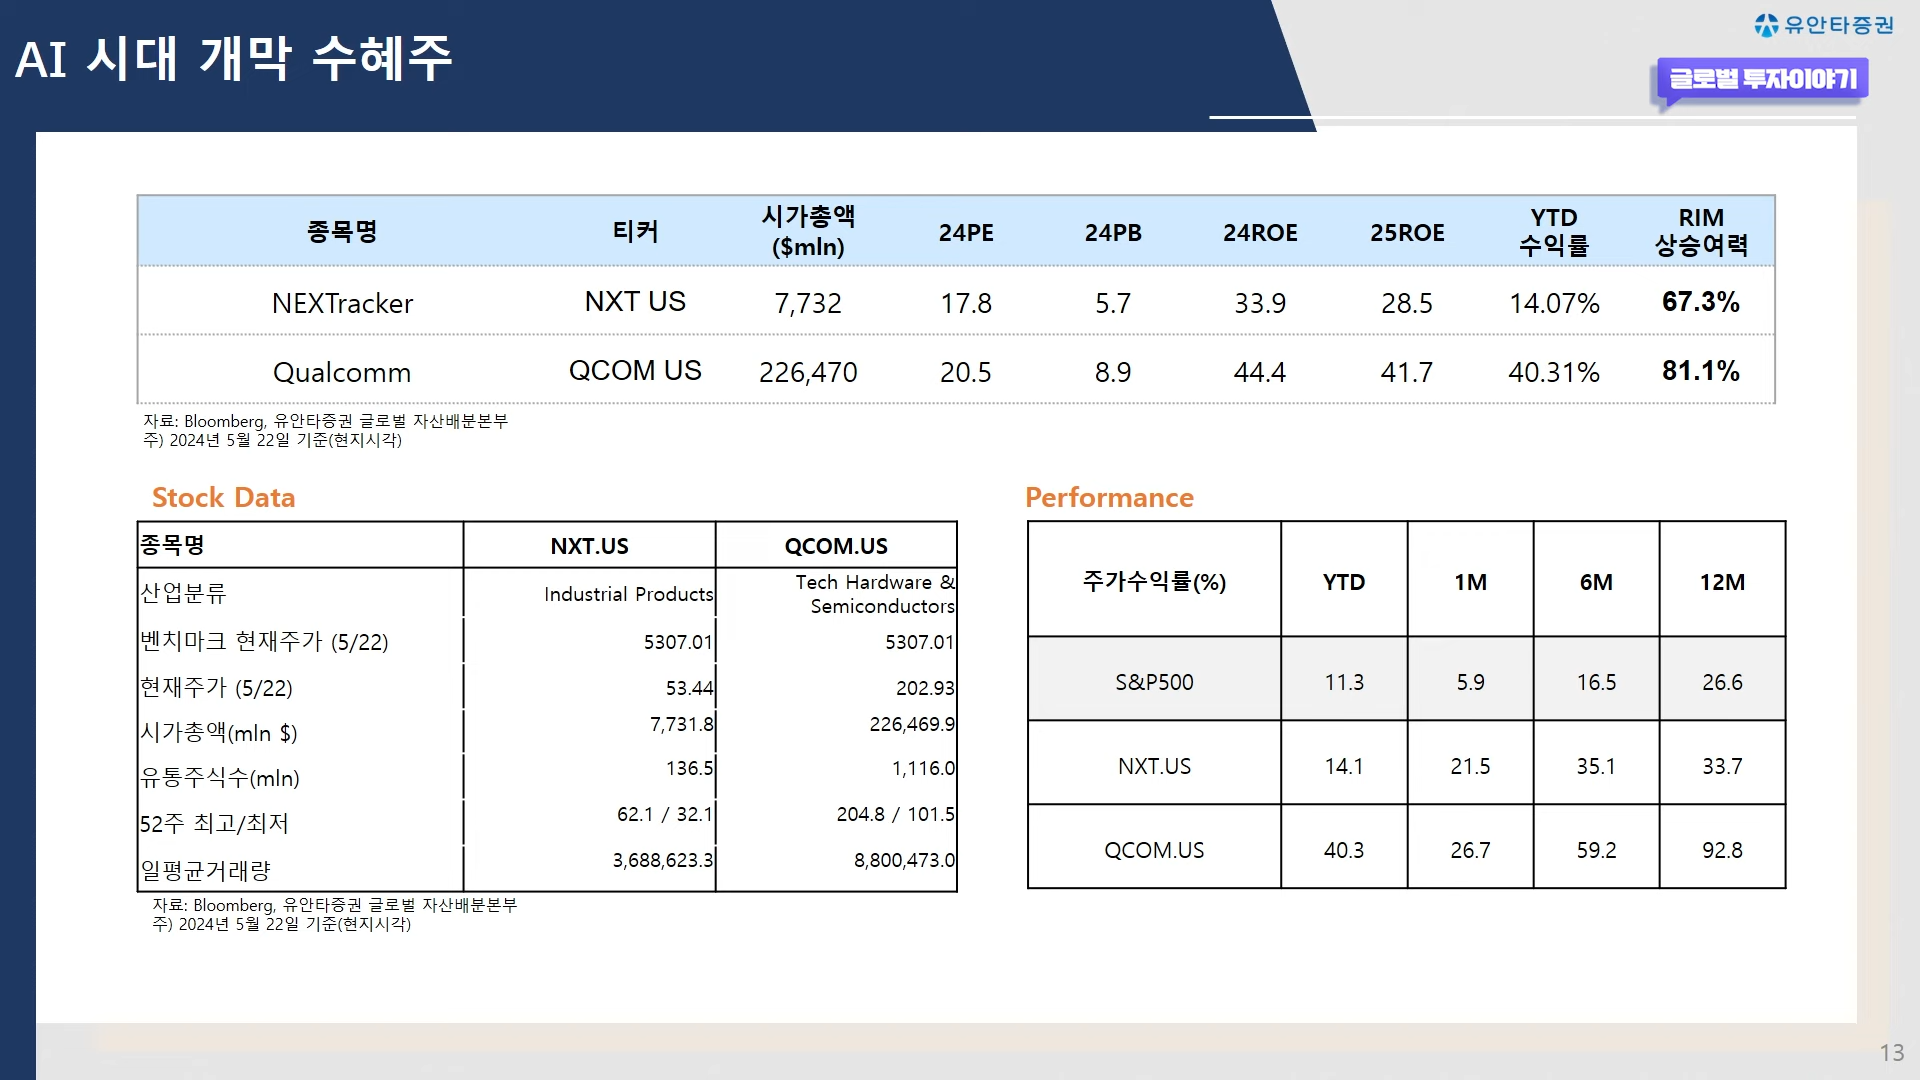 AI 시대 개막 수혜주
유안타증권
글로벌 투자이야기
종목명 티커 시가총액 ($mln) 24PE 24PB 24ROE 25ROE YTD 수익률 RIM 상승여력
NEXTracker NXT US 7,732 17.8 5.7 33.9 28.5 14.07% 67.3%
Qualcomm QCOM US 226,470 20.5 8.9 44.4 41.7 40.31% 81.1%
자료: Bloomberg, 유안타증권 글로벌 자산배분본부
주) 2024년 5월 22일 기준(현지시각)
Stock Data
종목명 NXT.US QCOM.US
산업분류 Industrial Products Tech Hardware & Semiconductors
벤치마크 현재주가 (5/22) 5307.01 5307.01
현재주가 (5/22) 53.44 202.93
시가총액(mln $) 7,731.8 226,469.9
유통주식수(mln) 136.5 1,116.0
52주 최고/최저 62.1 / 32.1 204.8 / 101.5
일평균거래량 3,688,623.3 8,800,473.0
자료: Bloomberg, 유안타증권 글로벌 자산배분본부
주) 2024년 5월 22일 기준(현지시각)
Performance
주가수익률(%) YTD 1M 6M 12M
S&P500 11.3 5.9 16.5 26.6
NXT.US 14.1 21.5 35.1 33.7
QCOM.US 40.3 26.7 59.2 92.8
13